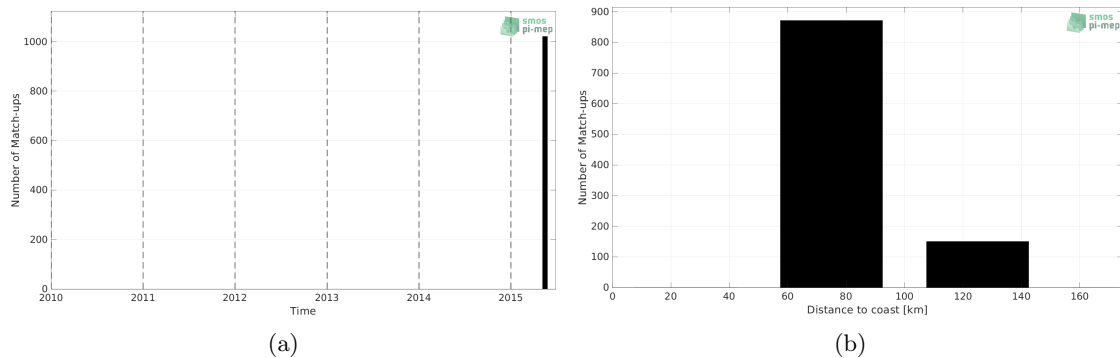 smos
pi-mep
1000
800
600
400
200
0
Number of Match-ups
2010 2011 2012 2013 2014 2015
Time
(a)
smos
pi-mep
900
800
700
600
500
400
300
200
100
0
Number of Match-ups
0 20 40 60 80 100 120 140 160
Distance to coast [km]
(b)